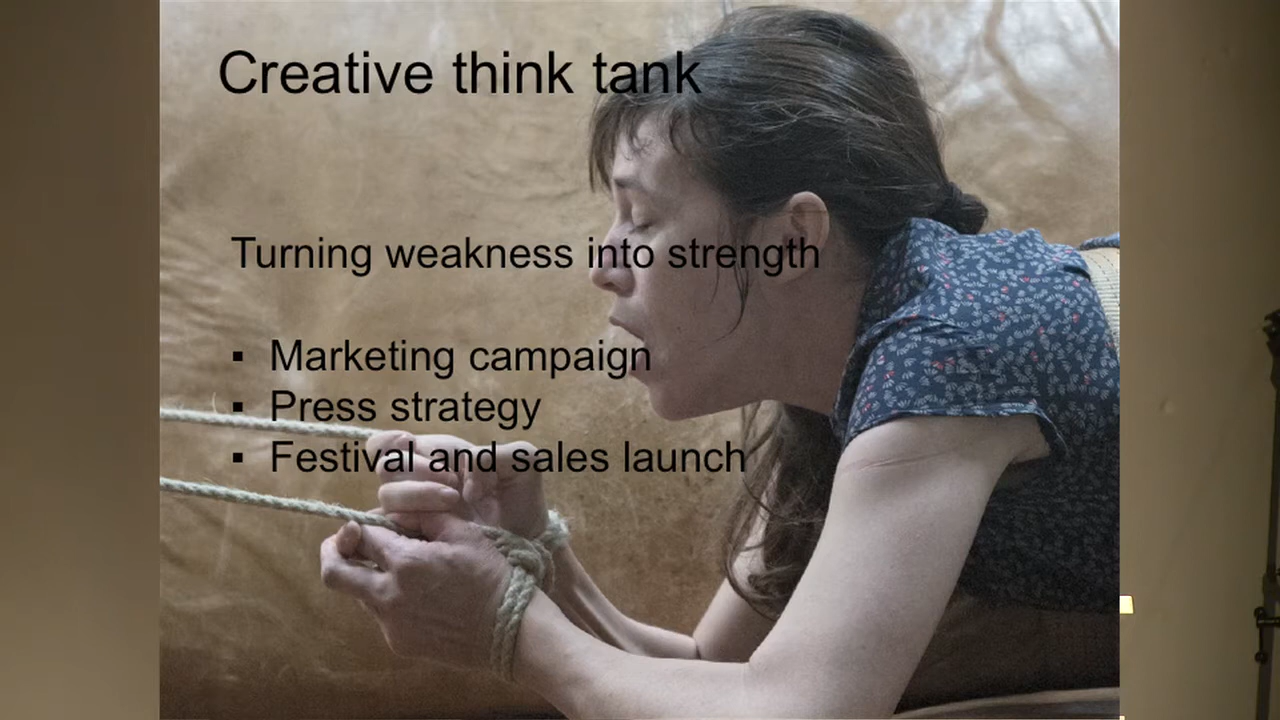 Creative think tank
Turning weakness into strength
▪ Marketing campaign
▪ Press strategy
▪ Festival and sales launch